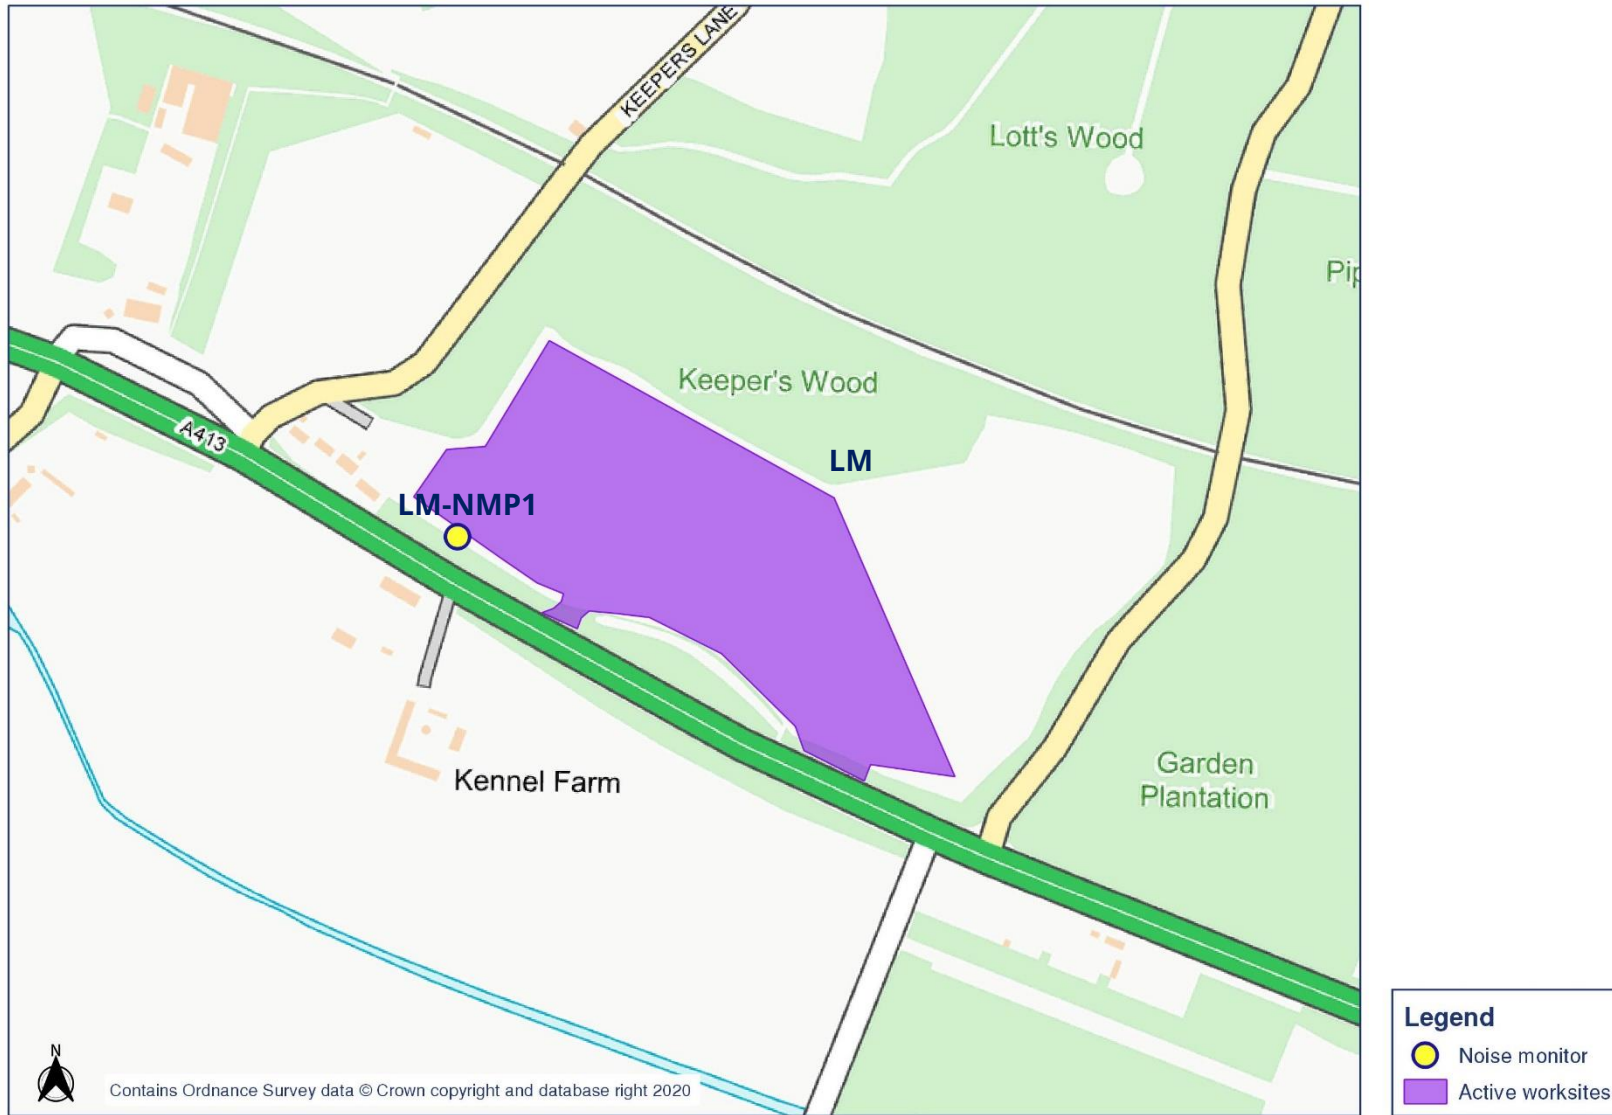 KEEPERS LANE
Lott's Wood
Pip
Keeper's Wood
A413
LM
LM-NMP1
Garden
Plantation
Kennel Farm
N
Contains Ordnance Survey data © Crown copyright and database right 2020
Legend
Noise monitor
Active worksites